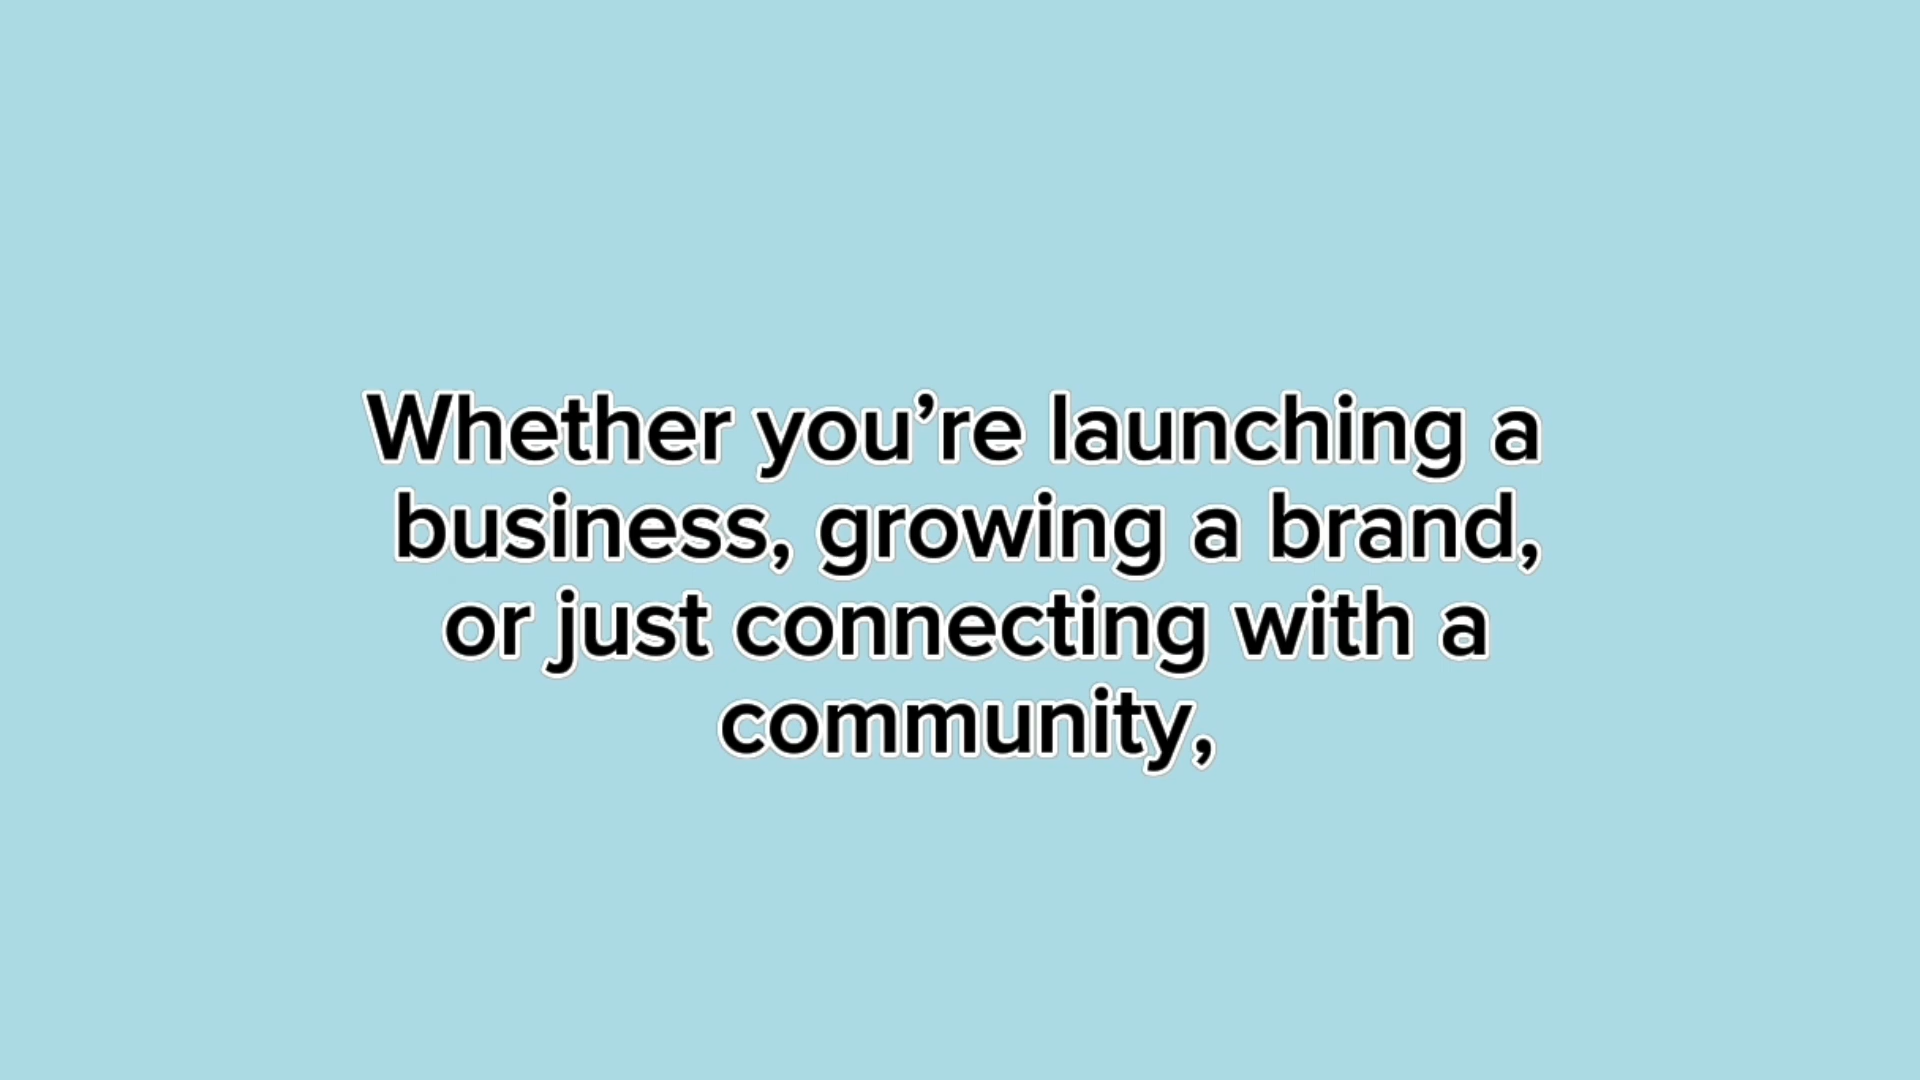 Whether you’re launching a
business, growing a brand,
or just connecting with a
community,